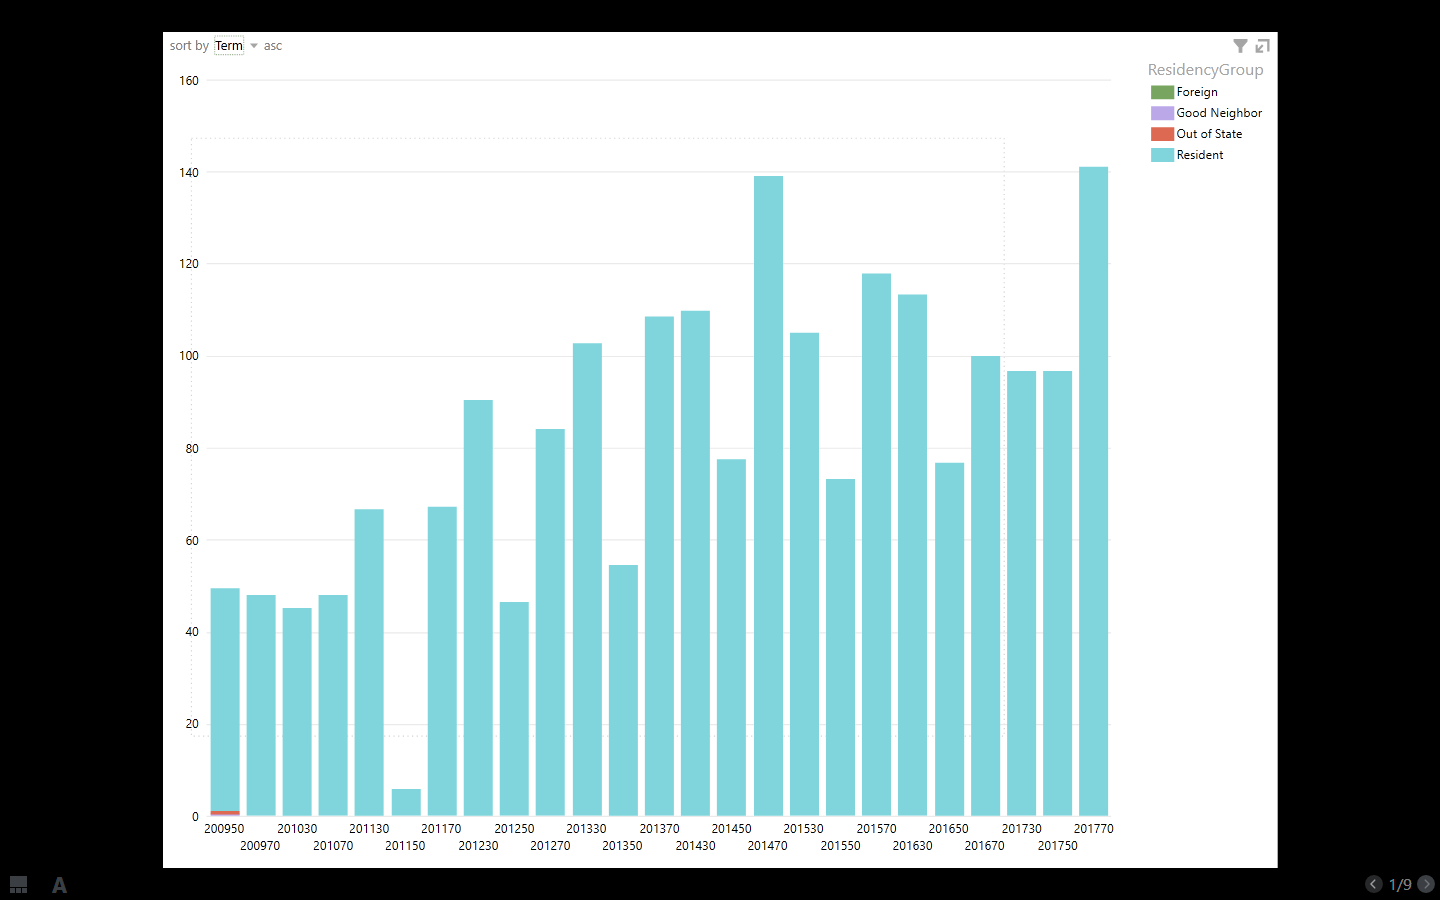 sort by Term asc
ResidencyGroup
Foreign
Good Neighbor
Out of State
Resident
160
140
120
100
80
60
40
20
0
200950 201030 201130 201170 201250 201330 201370 201450 201530 201570 201650 201730 201770
200970 201070 201150 201230 201270 201350 201430 201470 201550 201630 201670 201750
A
1/9